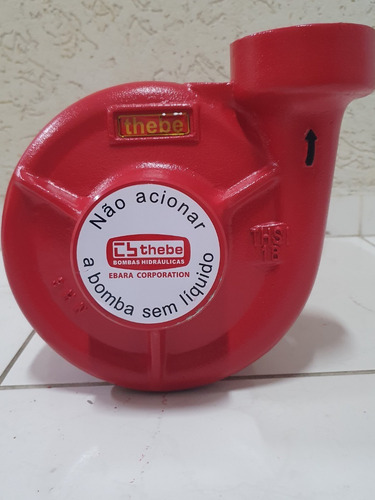 thebe
Não acionar
thebe
BOMBAS HIDRÁULICAS
EBARA CORPORATION
a bomba sem líquido